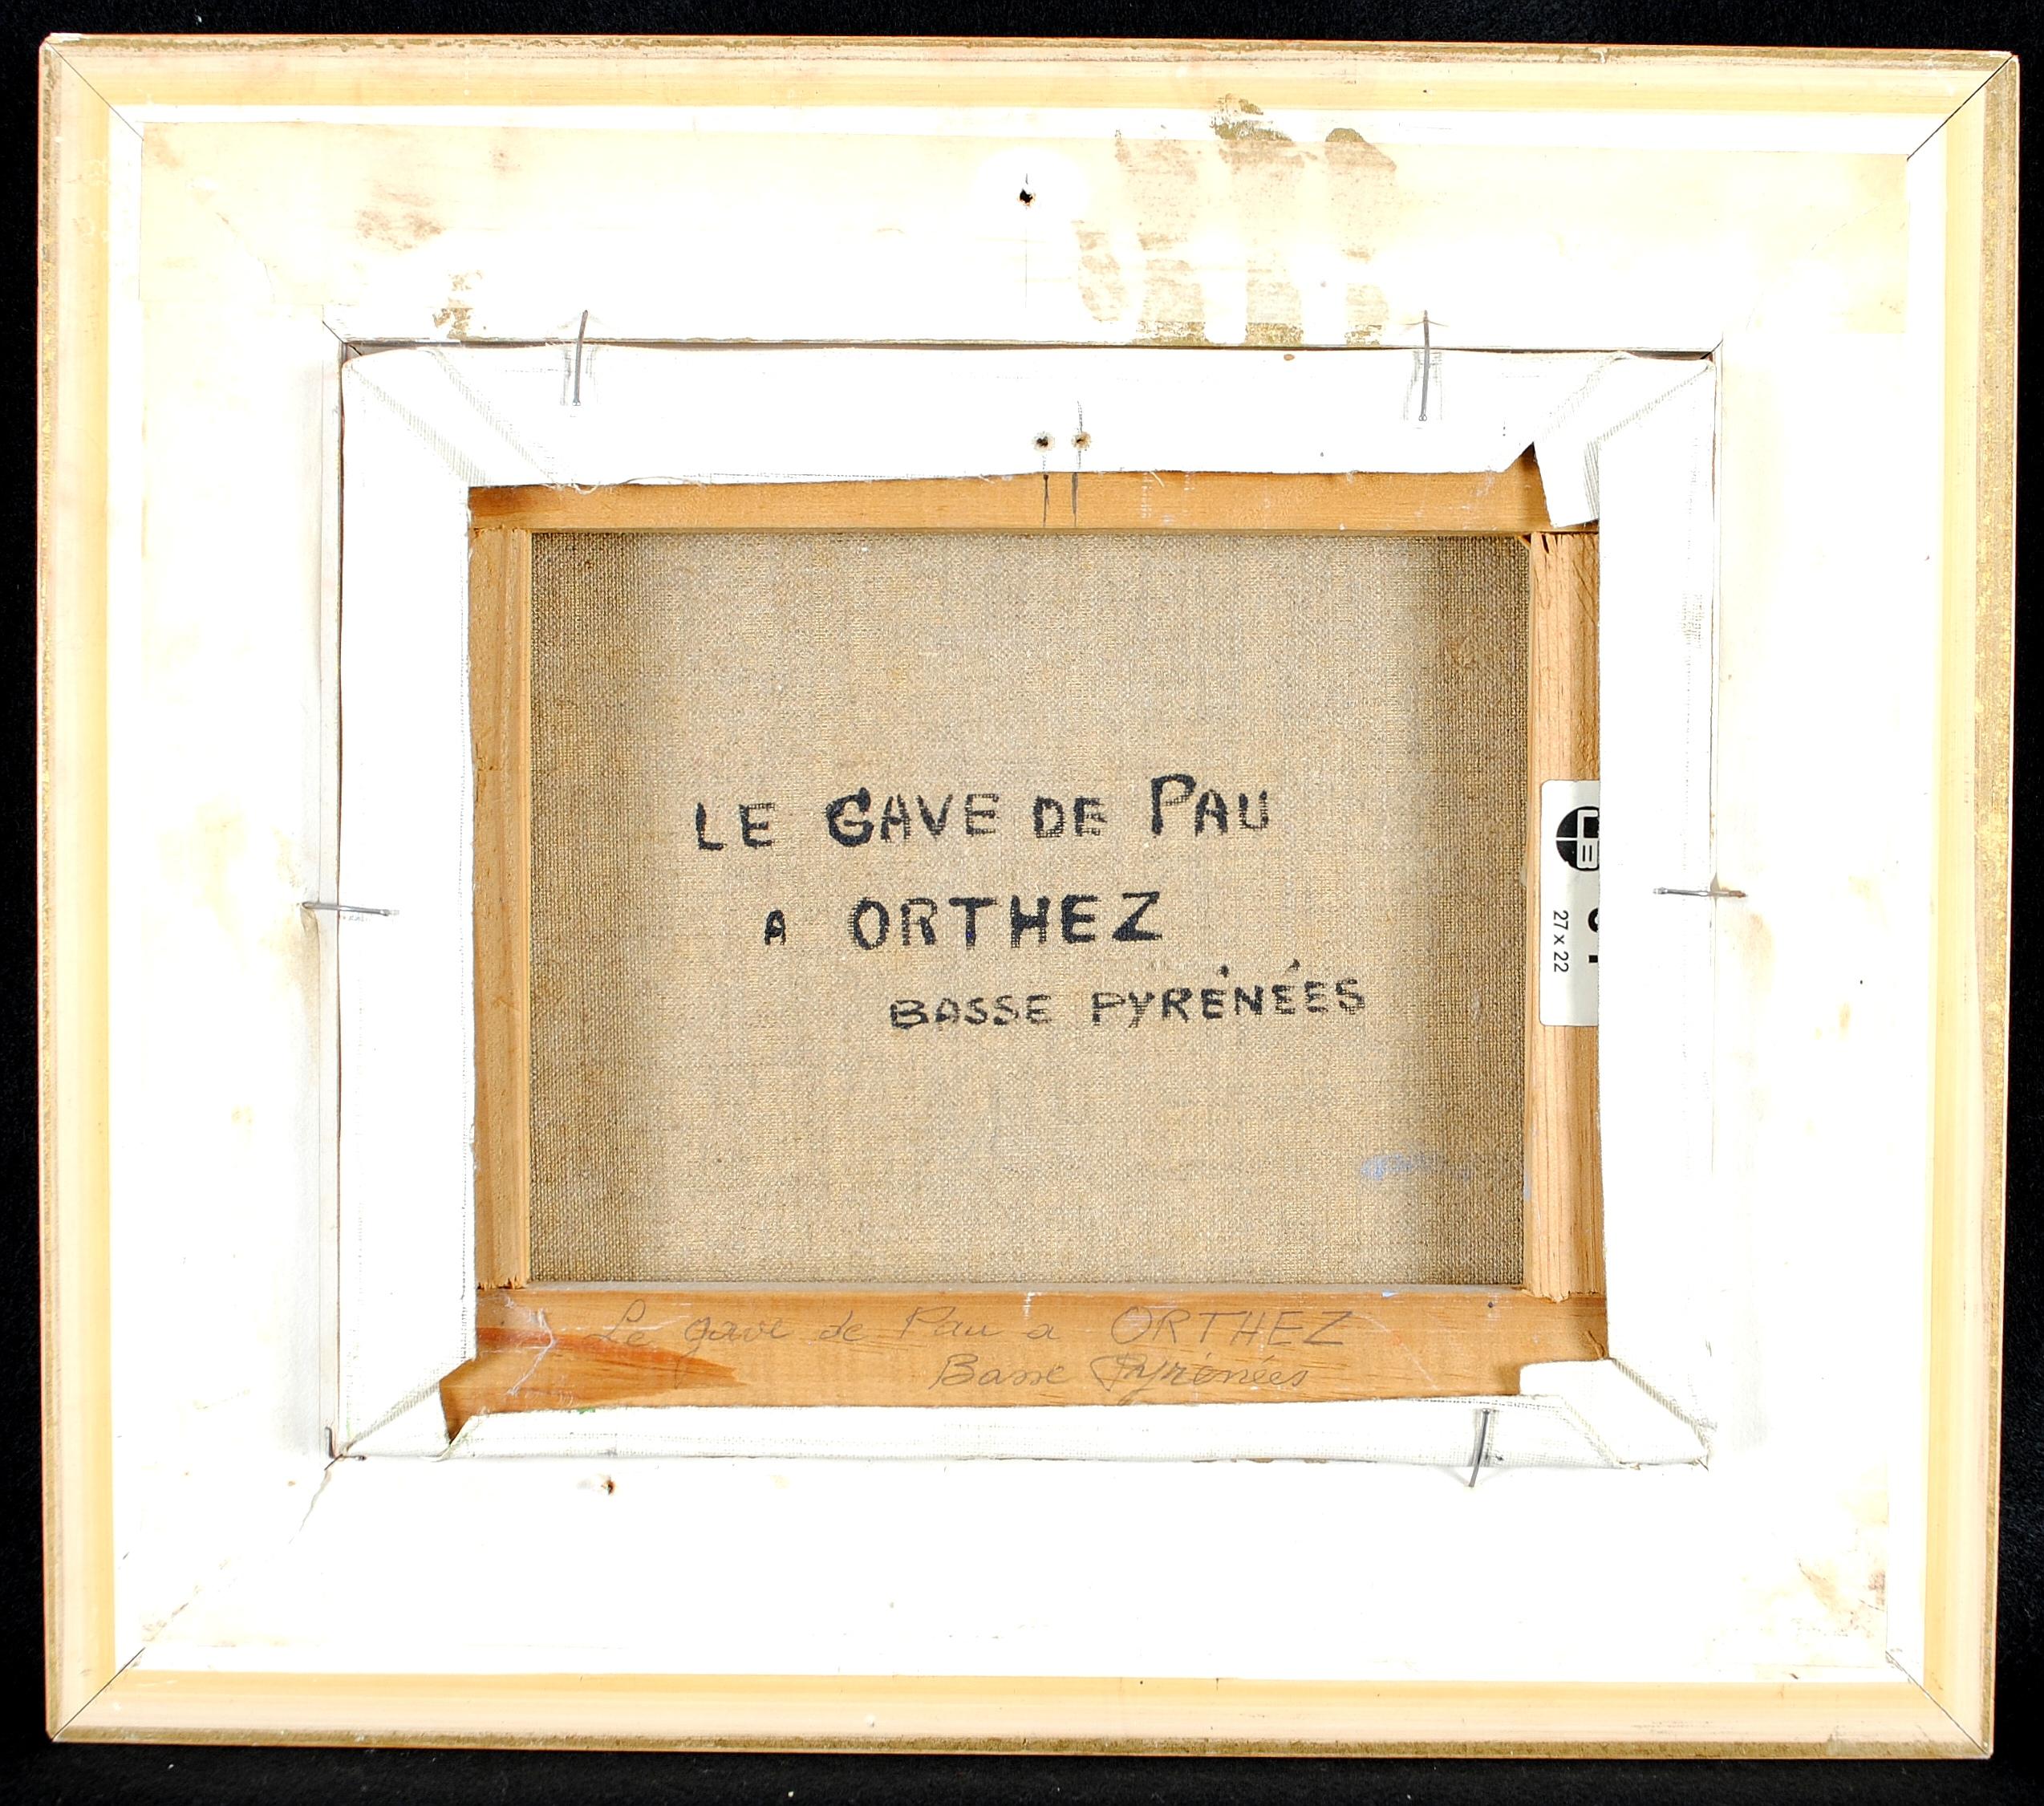 LE GAVE DE PAU
A ORTHEZ
BASSE PYRÉNÉES
27 x 22
Le gave de Pau a ORTHEZ
Basse Pyrénées